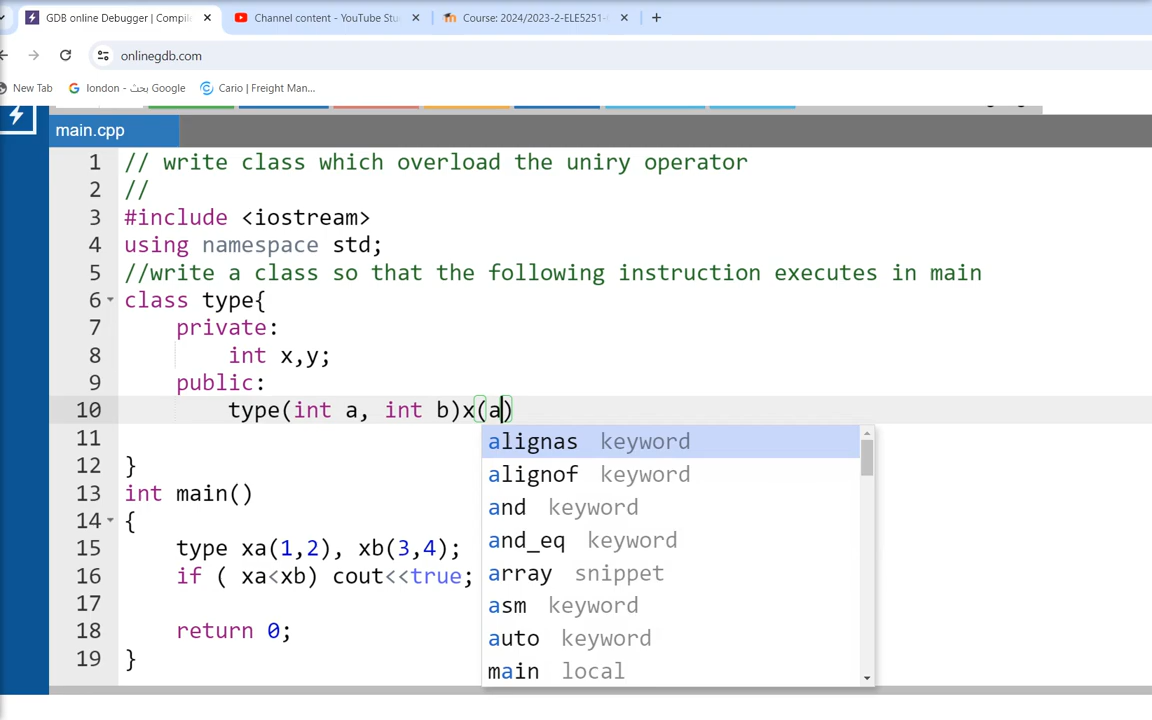 GDB online Debugger | Compile
Channel content - YouTube Stu
Course: 2024/2023-2-ELE5251-
onlinegdb.com
New Tab
london - بحث Google
Cario | Freight Man...
main.cpp
1 // write class which overload the uniry operator
2 //
3 #include <iostream>
4 using namespace std;
5 //write a class so that the following instruction executes in main
6 class type{
7 private:
8 int x,y;
9 public:
10 type(int a, int b)x(a)
11
12 }
13 int main()
14 {
15 type xa(1,2), xb(3,4);
16 if ( xa<xb) cout<<true;
17
18 return 0;
19 }
alignas keyword
alignof keyword
and keyword
and_eq keyword
array snippet
asm keyword
auto keyword
main local